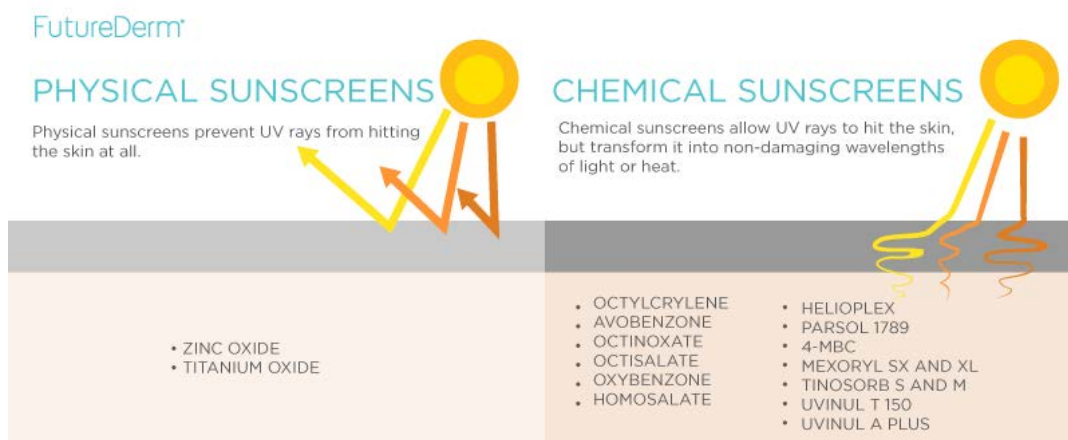 FutureDerm®
PHYSICAL SUNSCREENS
Physical sunscreens prevent UV rays from hitting
the skin at all.
• ZINC OXIDE
• TITANIUM OXIDE
CHEMICAL SUNSCREENS
Chemical sunscreens allow UV rays to hit the skin,
but transform it into non-damaging wavelengths
of light or heat.
• OCTYLCRYLENE
• AVOBENZONE
• OCTINOXATE
• OCTISALATE
• OXYBENZONE
• HOMOSALATE
• HELIOPLEX
• PARSOL 1789
• 4-MBC
• MEXORYL SX AND XL
• TINOSORB S AND M
• UVINUL T 150
• UVINUL A PLUS